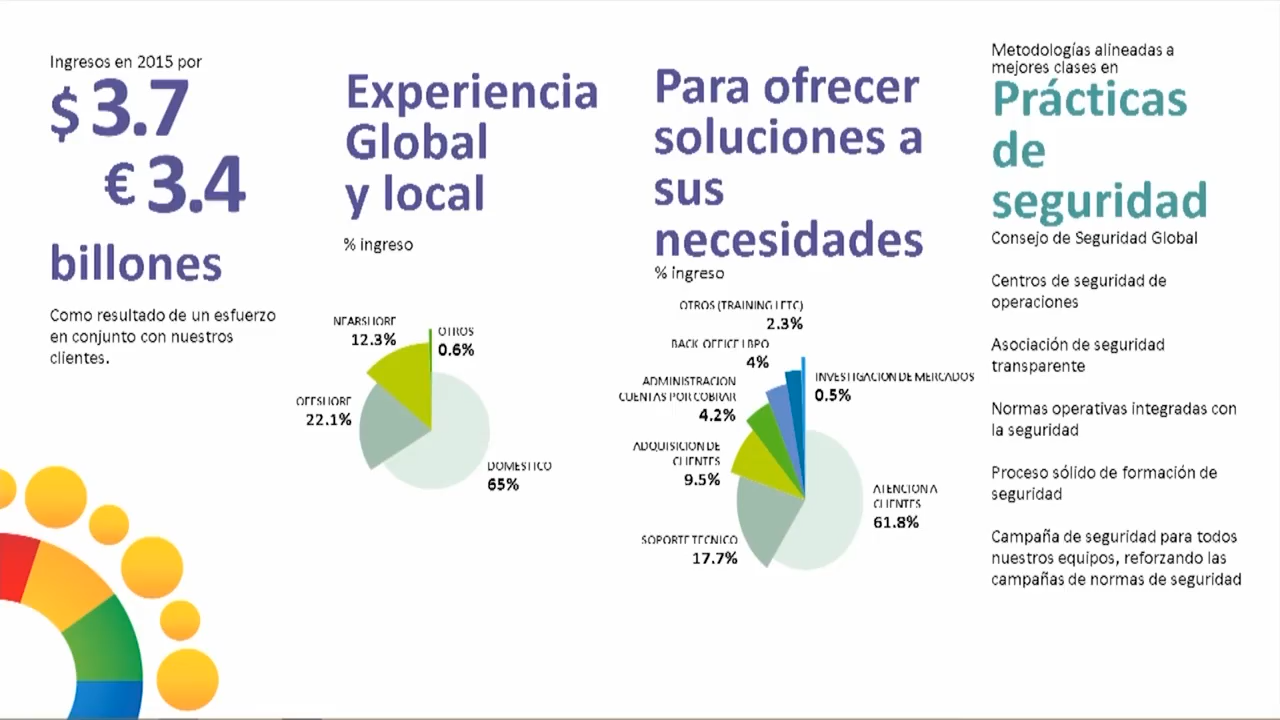 Ingresos en 2015 por
$ 3.7
€ 3.4
billones
Como resultado de un esfuerzo
en conjunto con nuestros
clientes.
Experiencia
Global
y local
% ingreso
NEARSHORE
12.3%
OTROS
0.6%
OFFSHORE
22.1%
DOMESTICO
65%
Para ofrecer
soluciones a
sus
necesidades
% ingreso
OTROS (TRAINING I ETC)
2.3%
BACK OFFICE I BPO
4%
INVESTIGACION DE MERCADOS
0.5%
ADMINISTRACION
CUENTAS POR COBRAR
4.2%
ADQUISICION DE
CLIENTES
9.5%
ATENCION A
CLIENTES
61.8%
SOPORTE TECNICO
17.7%
Metodologías alineadas a
mejores clases en
Prácticas
de
seguridad
Consejo de Seguridad Global
Centros de seguridad de
operaciones
Asociación de seguridad
transparente
Normas operativas integradas con
la seguridad
Proceso sólido de formación de
seguridad
Campaña de seguridad para todos
nuestros equipos, reforzando las
campañas de normas de seguridad